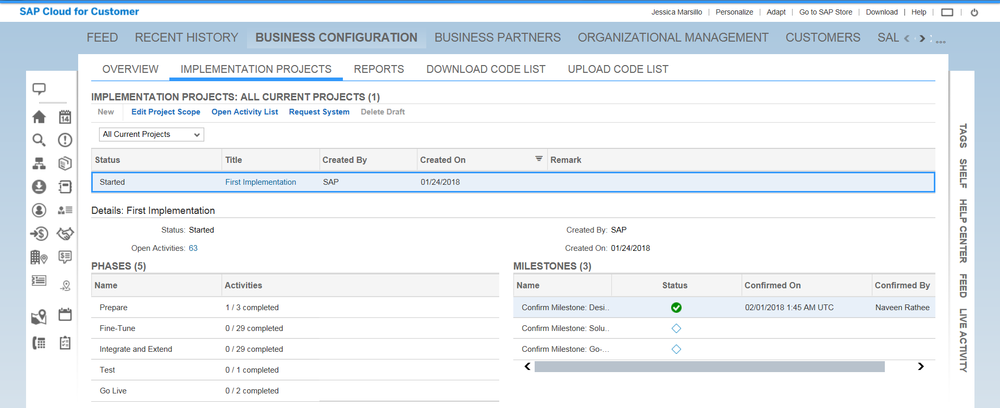 SAP Cloud for Customer
Jessica Marsillo | Personalize | Adapt | Go to SAP Store | Download | Help
FEED RECENT HISTORY BUSINESS CONFIGURATION BUSINESS PARTNERS ORGANIZATIONAL MANAGEMENT CUSTOMERS SAL ...
OVERVIEW IMPLEMENTATION PROJECTS REPORTS DOWNLOAD CODE LIST UPLOAD CODE LIST
IMPLEMENTATION PROJECTS: ALL CURRENT PROJECTS (1)
New Edit Project Scope Open Activity List Request System Delete Draft
All Current Projects
Status Title Created By Created On Remark
Started First Implementation SAP 01/24/2018
Details: First Implementation
Status: Started Created By: SAP
Open Activities: 63 Created On: 01/24/2018
PHASES (5)
Name Activities
Prepare 1 / 3 completed
Fine-Tune 0 / 29 completed
Integrate and Extend 0 / 29 completed
Test 0 / 1 completed
Go Live 0 / 2 completed
MILESTONES (3)
Name Status Confirmed On Confirmed By
Confirm Milestone: Desi.. 02/01/2018 1:45 AM UTC Naveen Rathee
Confirm Milestone: Solu..
Confirm Milestone: Go-...
14
TAGS
SHELF
HELP CENTER
FEED
LIVE ACTIVITY